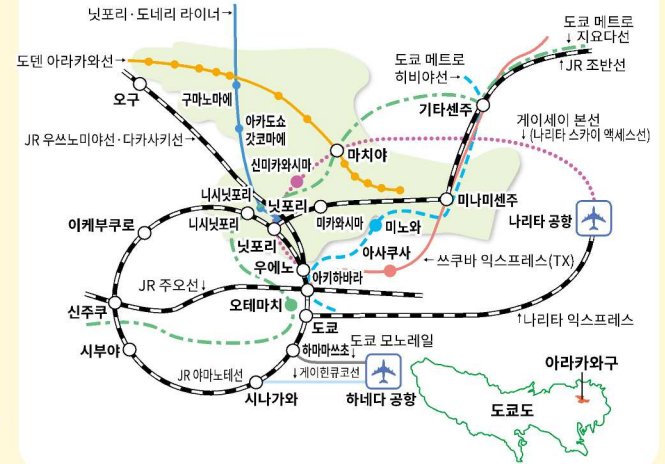 닛포리·도네리 라이너→
도쿄 메트로
↓ 지요다선
도덴 아라카와선→
도쿄 메트로
히비야선→
↑JR 조반선
오구
구마노마에
기타센주
아카도쇼
갓코마에
게이세이 본선
↓(나리타 스카이 액세스선)
JR 우쓰노미야선·다카사키선→
신미카와시마
마치야
니시닛포리
닛포리
미나미센주
니시닛포리
미카와시마
미노와
나리타 공항
이케부쿠로
닛포리
아사쿠사
우에노
아키하바라
←쓰쿠바 익스프레스(TX)
JR 주오선↓
신주쿠
오테마치
도쿄
↑나리타 익스프레스
시부야
하마마쓰초
도쿄 모노레일
↓
아라카와구
JR 야마노테선
↓게이힌큐코선
시나가와
하네다 공항
도쿄도